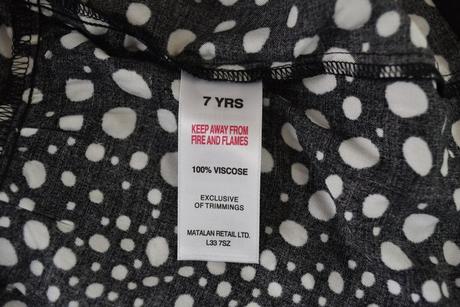 7 YRS
KEEP AWAY FROM
FIRE AND FLAMES
100% VISCOSE
EXCLUSIVE
OF TRIMMINGS
MATALAN RETAIL LTD.
L33 7SZ